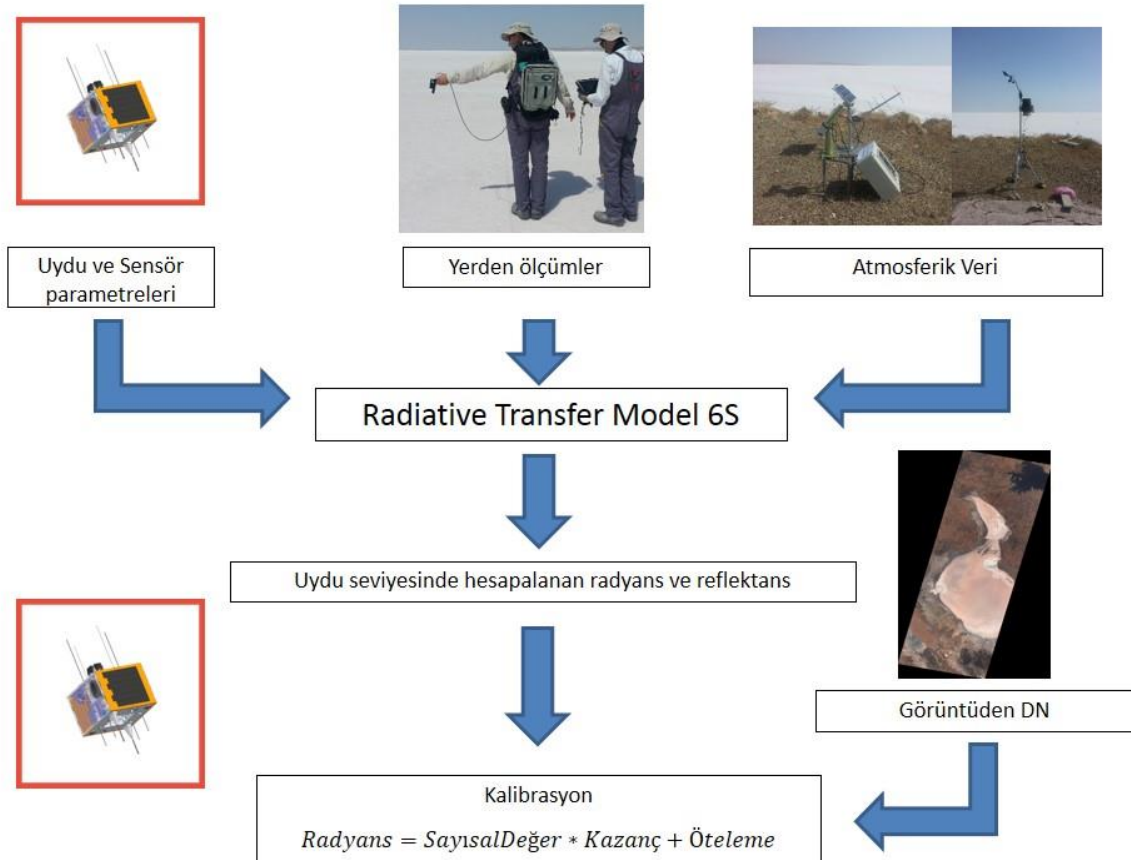 Uydu ve Sensör
parametreleri
Yerden ölçümler
Atmosferik Veri
Radiative Transfer Model 6S
Uydu seviyesinde hesapalanan radyans ve reflektans
Görüntüden DN
Kalibrasyon
Radyans = SayısalDeğer ∗ Kazanç + Öteleme